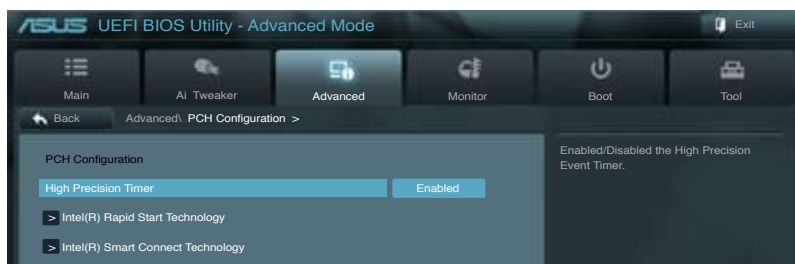 ASUS UEFI BIOS Utility - Advanced Mode
Exit
Main
Ai Tweaker
Advanced
Monitor
Boot
Tool
Back
Advanced\ PCH Configuration >
PCH Configuration
High Precision Timer
Enabled
> Intel(R) Rapid Start Technology
> Intel(R) Smart Connect Technology
Enabled/Disabled the High Precision
Event Timer.